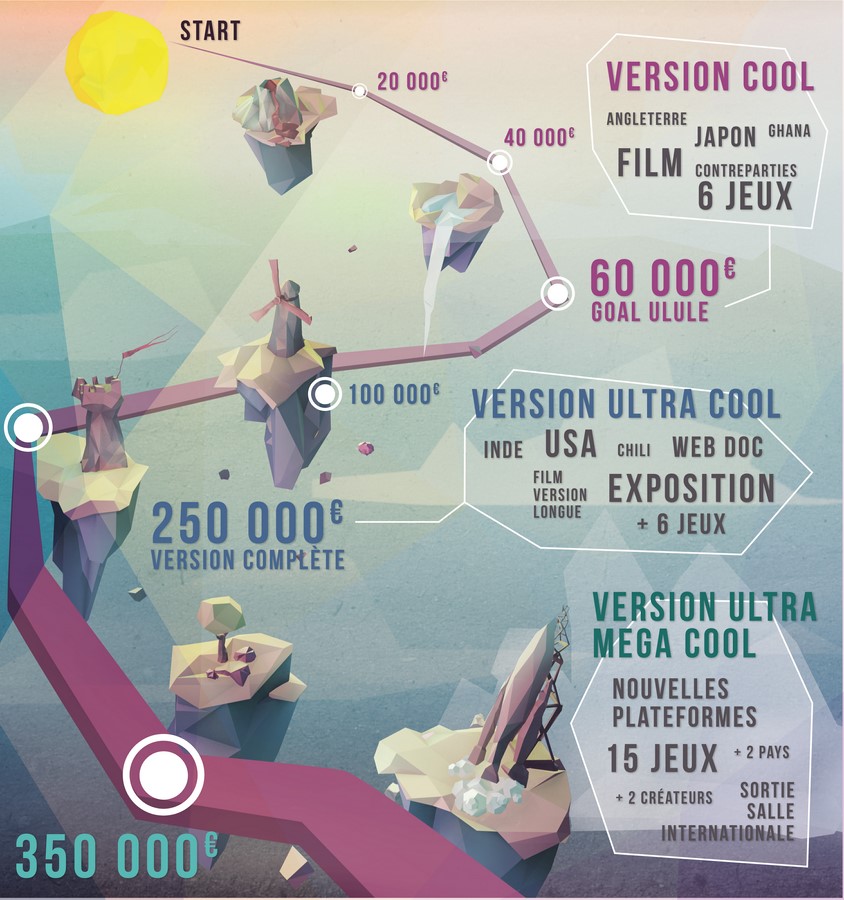 START
20 000€
40 000€
VERSION COOL
ANGLETERRE
JAPON
GHANA
FILM
CONTREPARTIES
6 JEUX
60 000€
GOAL ULULE
100 000€
VERSION ULTRA COOL
INDE
USA
CHILI
WEB DOC
FILM
VERSION
LONGUE
EXPOSITION
+ 6 JEUX
250 000€
VERSION COMPLÈTE
VERSION ULTRA
MEGA COOL
NOUVELLES
PLATEFORMES
15 JEUX
+ 2 PAYS
+ 2 CRÉATEURS
SORTIE
SALLE
INTERNATIONALE
350 000€